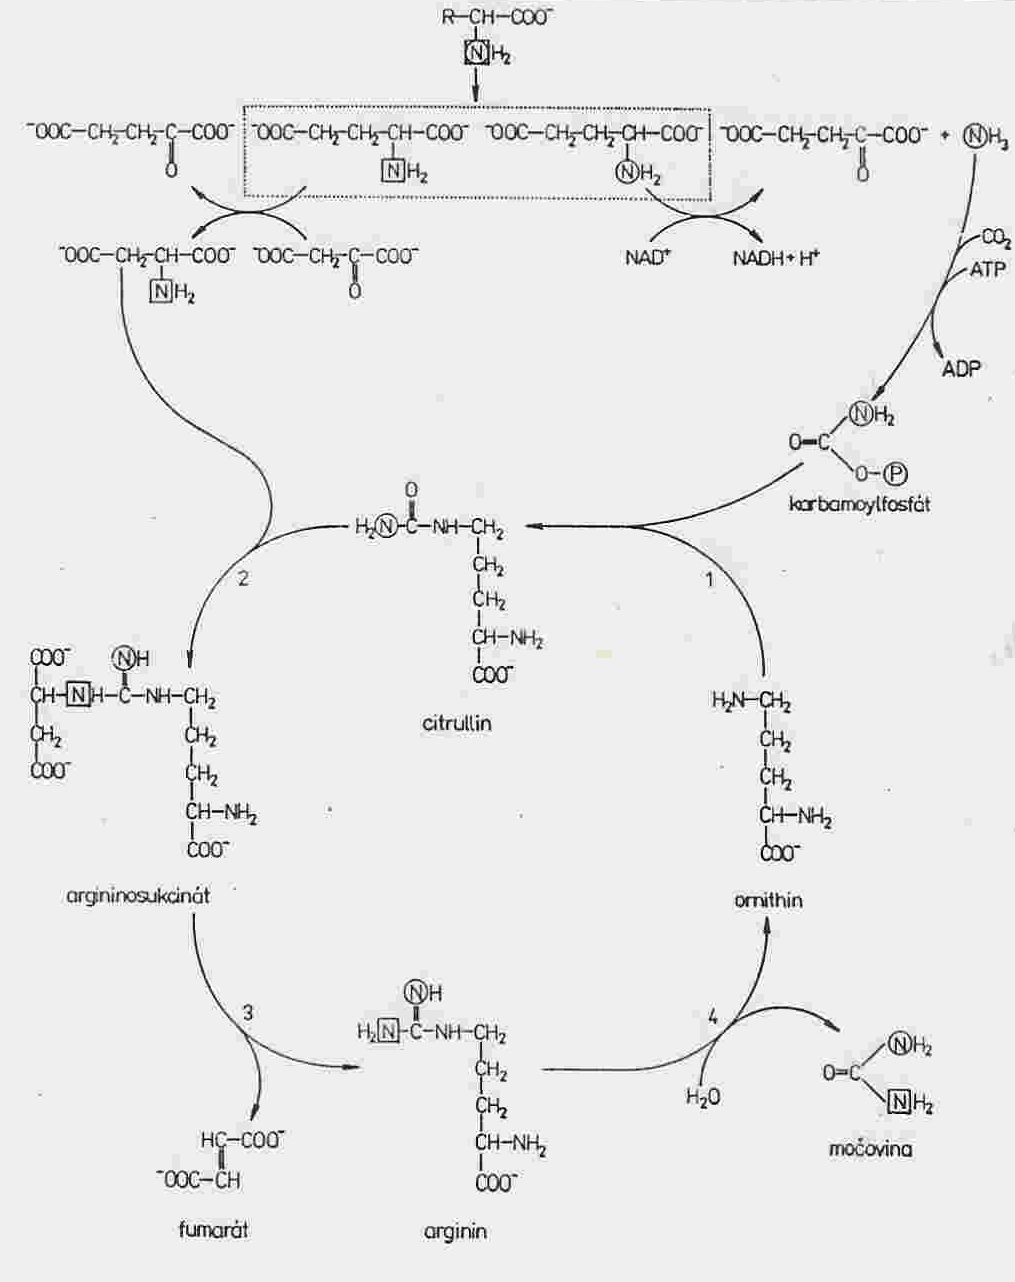 R-CH-COO⁻
NH₂
⁻OOC-CH₂-CH₂-C-COO⁻ ⁻OOC-CH₂-CH₂-CH-COO⁻ ⁻OOC-CH₂-CH₂-CH-COO⁻ ⁻OOC-CH₂-CH₂-C-COO⁻ + NH₃
O NH₂ NH₂ O
⁻OOC-CH₂-CH-COO⁻ ⁻OOC-CH₂-C-COO⁻ NAD⁺ NADH + H⁺ CO₂
NH₂ O ATP
ADP
NH₂
O=C
O-P
karbamoylfosfát
O
H₂N-C-NH-CH₂
CH₂
2 1
CH₂
CH-NH₂
COO⁻
citrullin
COO⁻ NH
CH-NH-C-NH-CH₂
CH₂ CH₂
COO⁻ CH₂
CH-NH₂
COO⁻
argininosukcinát
H₂N-CH₂
CH₂
CH₂
CH-NH₂
COO⁻
ornithin
3 4
NH
H₂N-C-NH-CH₂
CH₂
CH₂
CH-NH₂
COO⁻
arginin
H₂O
NH₂
O=C
NH₂
močovina
HC-COO⁻
⁻OOC-CH
fumarát